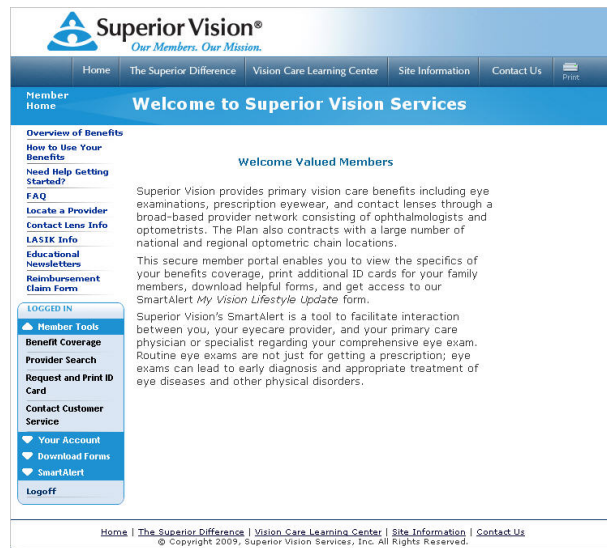 Superior Vision®
Our Members. Our Mission.
Home
The Superior Difference
Vision Care Learning Center
Site Information
Contact Us
Print
Member
Home
Welcome to Superior Vision Services
Overview of Benefits
How to Use Your
Benefits
Need Help Getting
Started?
FAQ
Locate a Provider
Contact Lens Info
LASIK Info
Educational
Newsletters
Reimbursement
Claim Form
LOGGED IN
Member Tools
Benefit Coverage
Provider Search
Request and Print ID
Card
Contact Customer
Service
Your Account
Download Forms
SmartAlert
Logoff
Welcome Valued Members
Superior Vision provides primary vision care benefits including eye
examinations, prescription eyewear, and contact lenses through a
broad-based provider network consisting of ophthalmologists and
optometrists. The Plan also contracts with a large number of
national and regional optometric chain locations.
This secure member portal enables you to view the specifics of
your benefits coverage, print additional ID cards for your family
members, download helpful forms, and get access to our
SmartAlert My Vision Lifestyle Update form.
Superior Vision's SmartAlert is a tool to facilitate interaction
between you, your eyecare provider, and your primary care
physician or specialist regarding your comprehensive eye exam.
Routine eye exams are not just for getting a prescription; eye
exams can lead to early diagnosis and appropriate treatment of
eye diseases and other physical disorders.
Home | The Superior Difference | Vision Care Learning Center | Site Information | Contact Us
© Copyright 2009, Superior Vision Services, Inc. All Rights Reserved.